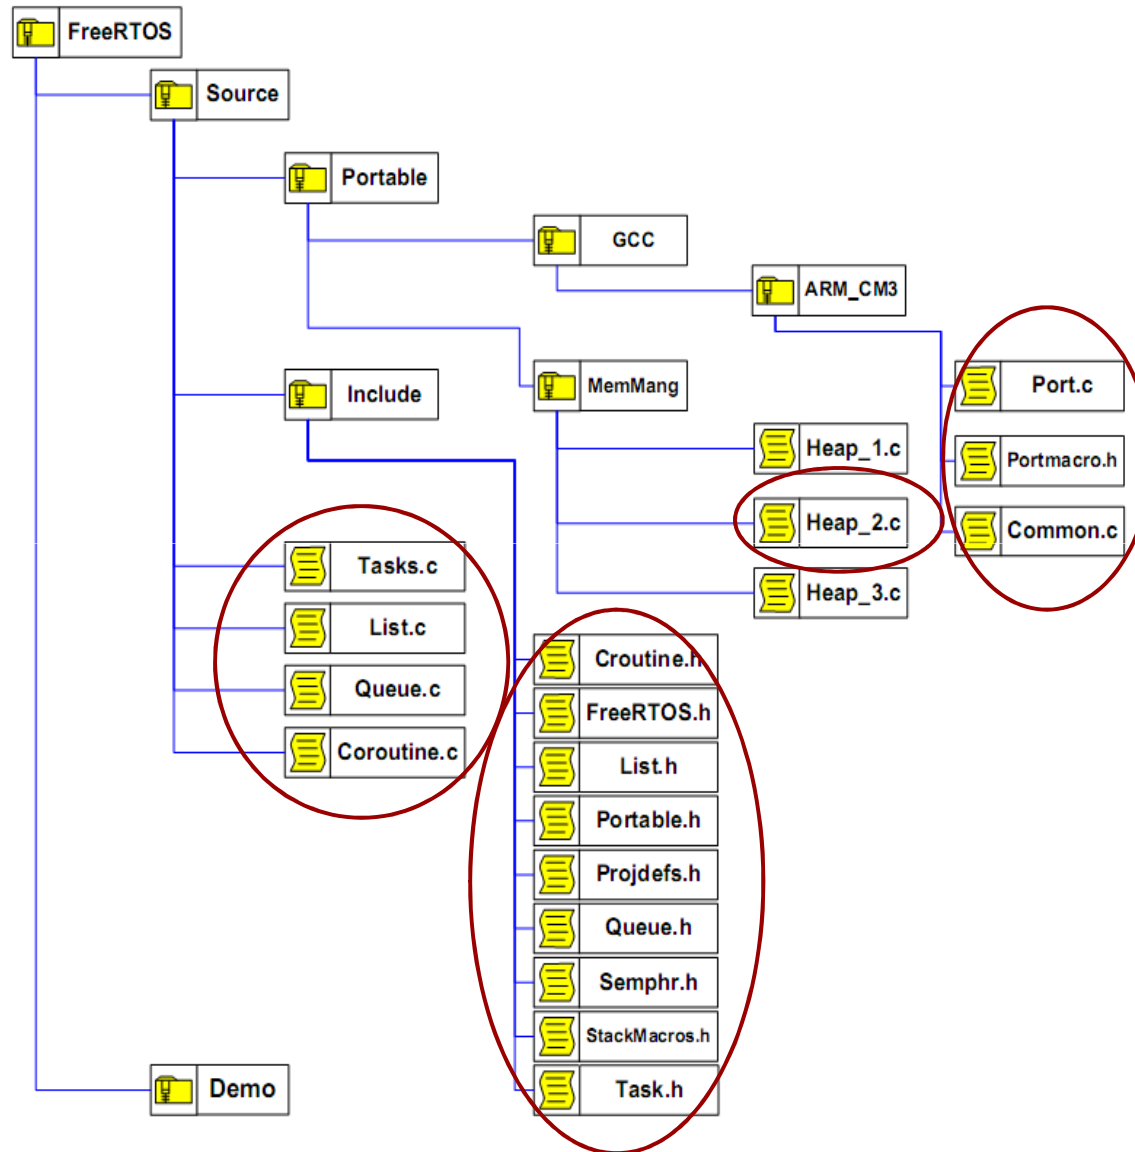 FreeRTOS
Source
Portable
GCC
ARM_CM3
Port.c
Portmacro.h
Common.c
Include
MemMang
Heap_1.c
Heap_2.c
Heap_3.c
Tasks.c
List.c
Queue.c
Coroutine.c
Croutine.h
FreeRTOS.h
List.h
Portable.h
Projdefs.h
Queue.h
Semphr.h
StackMacros.h
Task.h
Demo